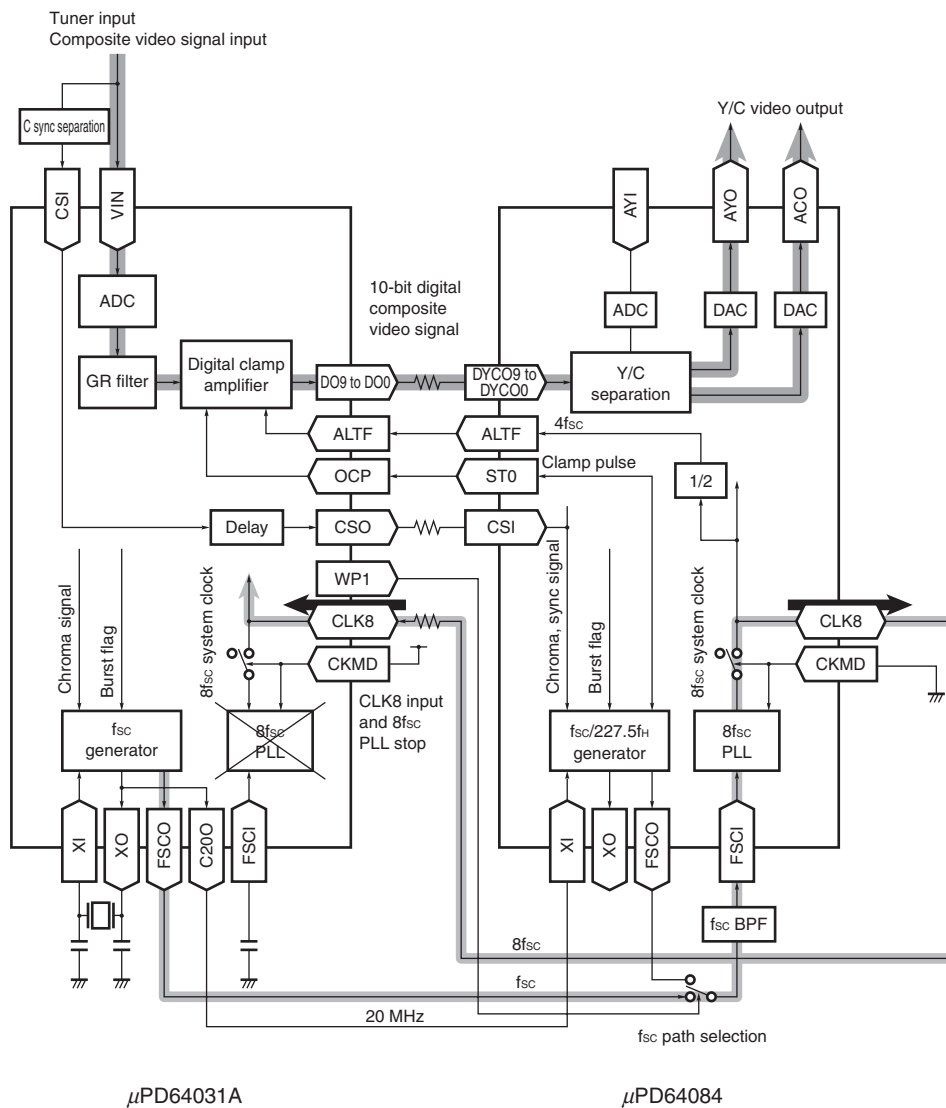 Tuner input
Composite video signal input
C sync separation
Y/C video output
CSI
VIN
AYI
AYO
ACO
ADC
10-bit digital
composite
video signal
ADC
DAC
DAC
GR filter
Digital clamp
amplifier
DO9 to DO0
DYCO9 to
DYCO0
Y/C
separation
ALTF
ALTF
4fSC
OCP
ST0
Clamp pulse
1/2
Delay
CSO
CSI
WP1
Chroma signal
Burst flag
8fSC system clock
CLK8
Chroma, sync signal
Burst flag
8fSC system clock
CLK8
CKMD
CKMD
CLK8 input
and 8fSC
PLL stop
fSC
generator
8fSC
PLL
fSC/227.5fH
generator
8fSC
PLL
XI
XO
FSCO
C20O
FSCI
XI
XO
FSCO
FSCI
fSC BPF
8fSC
fSC
20 MHz
fSC path selection
µPD64031A
µPD64084